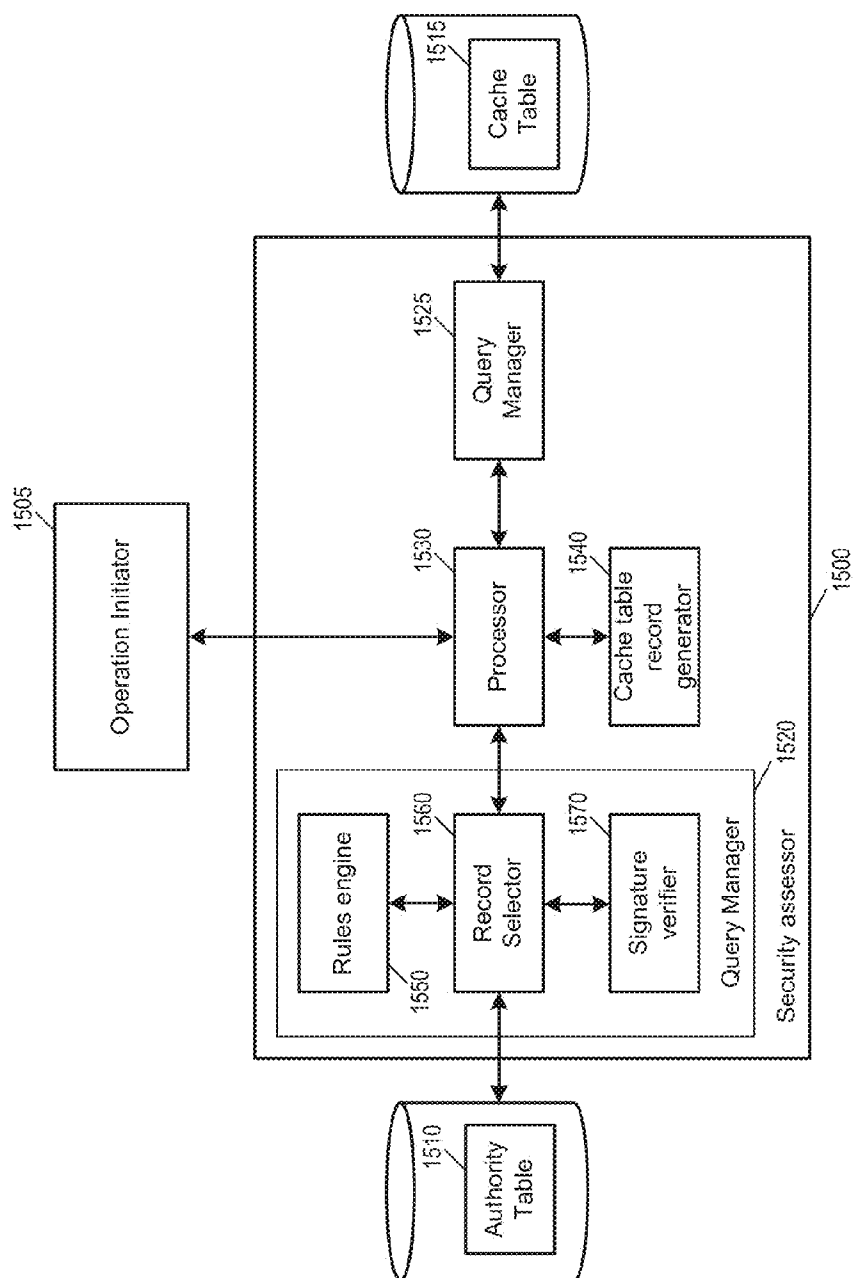 1505
Operation Initiator
1510
Authority
Table
Rules engine
1550
1560
Record
Selector
1570
Signature
verifier
Query Manager
1520
1530
Processor
1540
Cache table
record
generator
1525
Query
Manager
1515
Cache
Table
Security assessor
1500